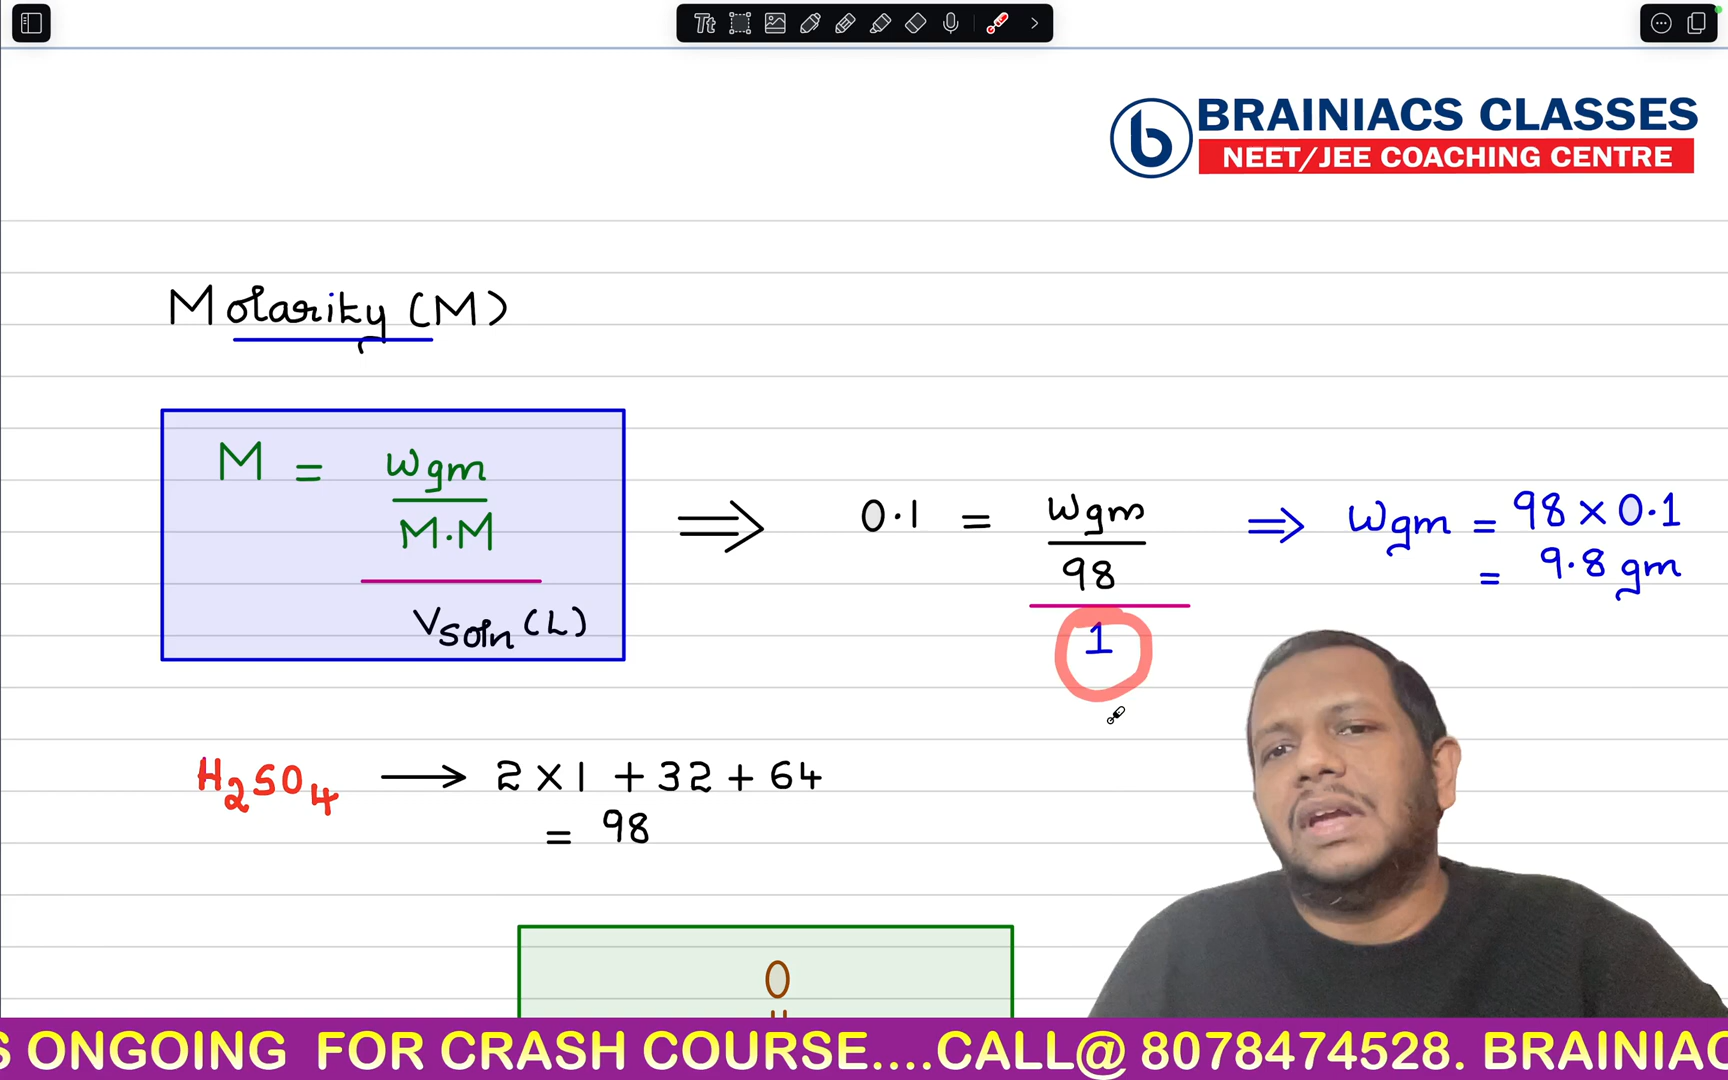 Tt
b
BRAINIACS CLASSES
NEET/JEE COACHING CENTRE
Molarity (M)
M = Wgm / M.M / Vsoln (L)
⇒ 0.1 = Wgm / 98 / 1
⇒ Wgm = 98 × 0.1
= 9.8 gm
H₂SO₄ → 2 × 1 + 32 + 64
= 98
O
S ONGOING FOR CRASH COURSE....CALL@ 8078474528. BRAINIAC